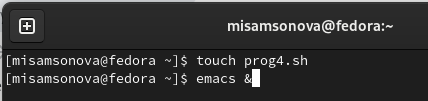 misamsonova@fedora:~
[misamsonova@fedora ~]$ touch prog4.sh
[misamsonova@fedora ~]$ emacs &